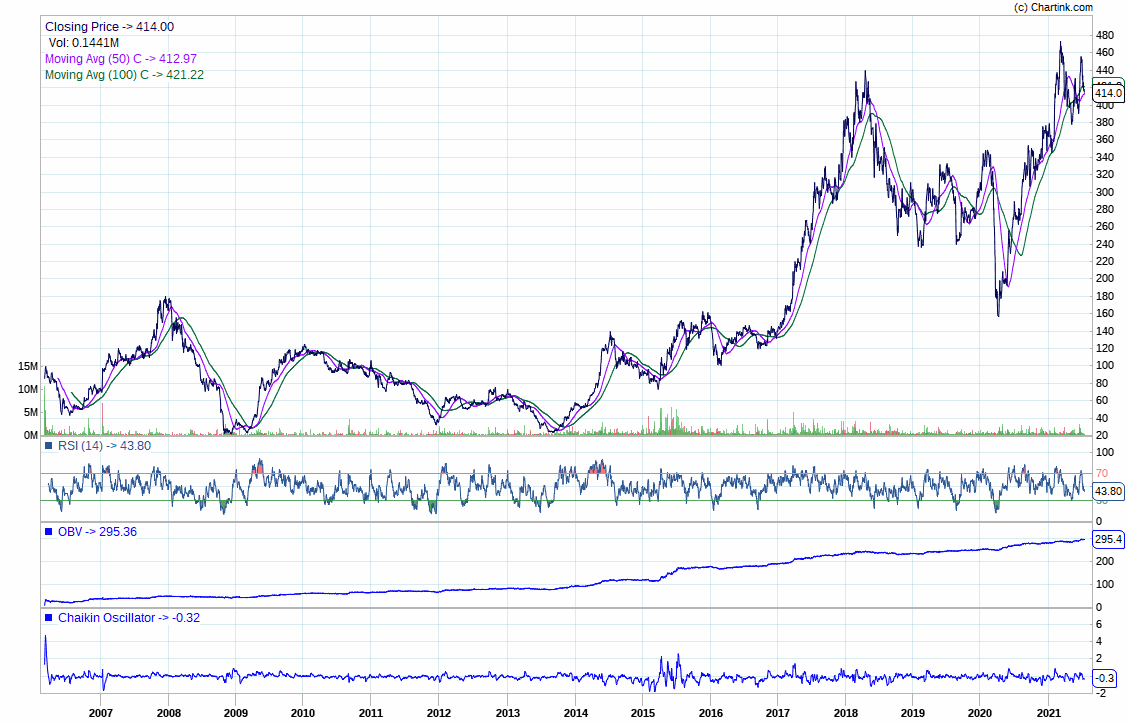 (c) Chartink.com
Closing Price -> 414.00
Vol: 0.1441M
Moving Avg (50) C -> 412.97
Moving Avg (100) C -> 421.22
480
460
440
414.0
400
380
360
340
320
300
280
260
240
220
200
180
160
140
120
100
80
60
40
20
15M
10M
5M
0M
RSI (14) -> 43.80
100
70
43.80
0
OBV -> 295.36
295.4
200
100
0
Chaikin Oscillator -> -0.32
6
4
2
-0.3
-2
2007 2008 2009 2010 2011 2012 2013 2014 2015 2016 2017 2018 2019 2020 2021